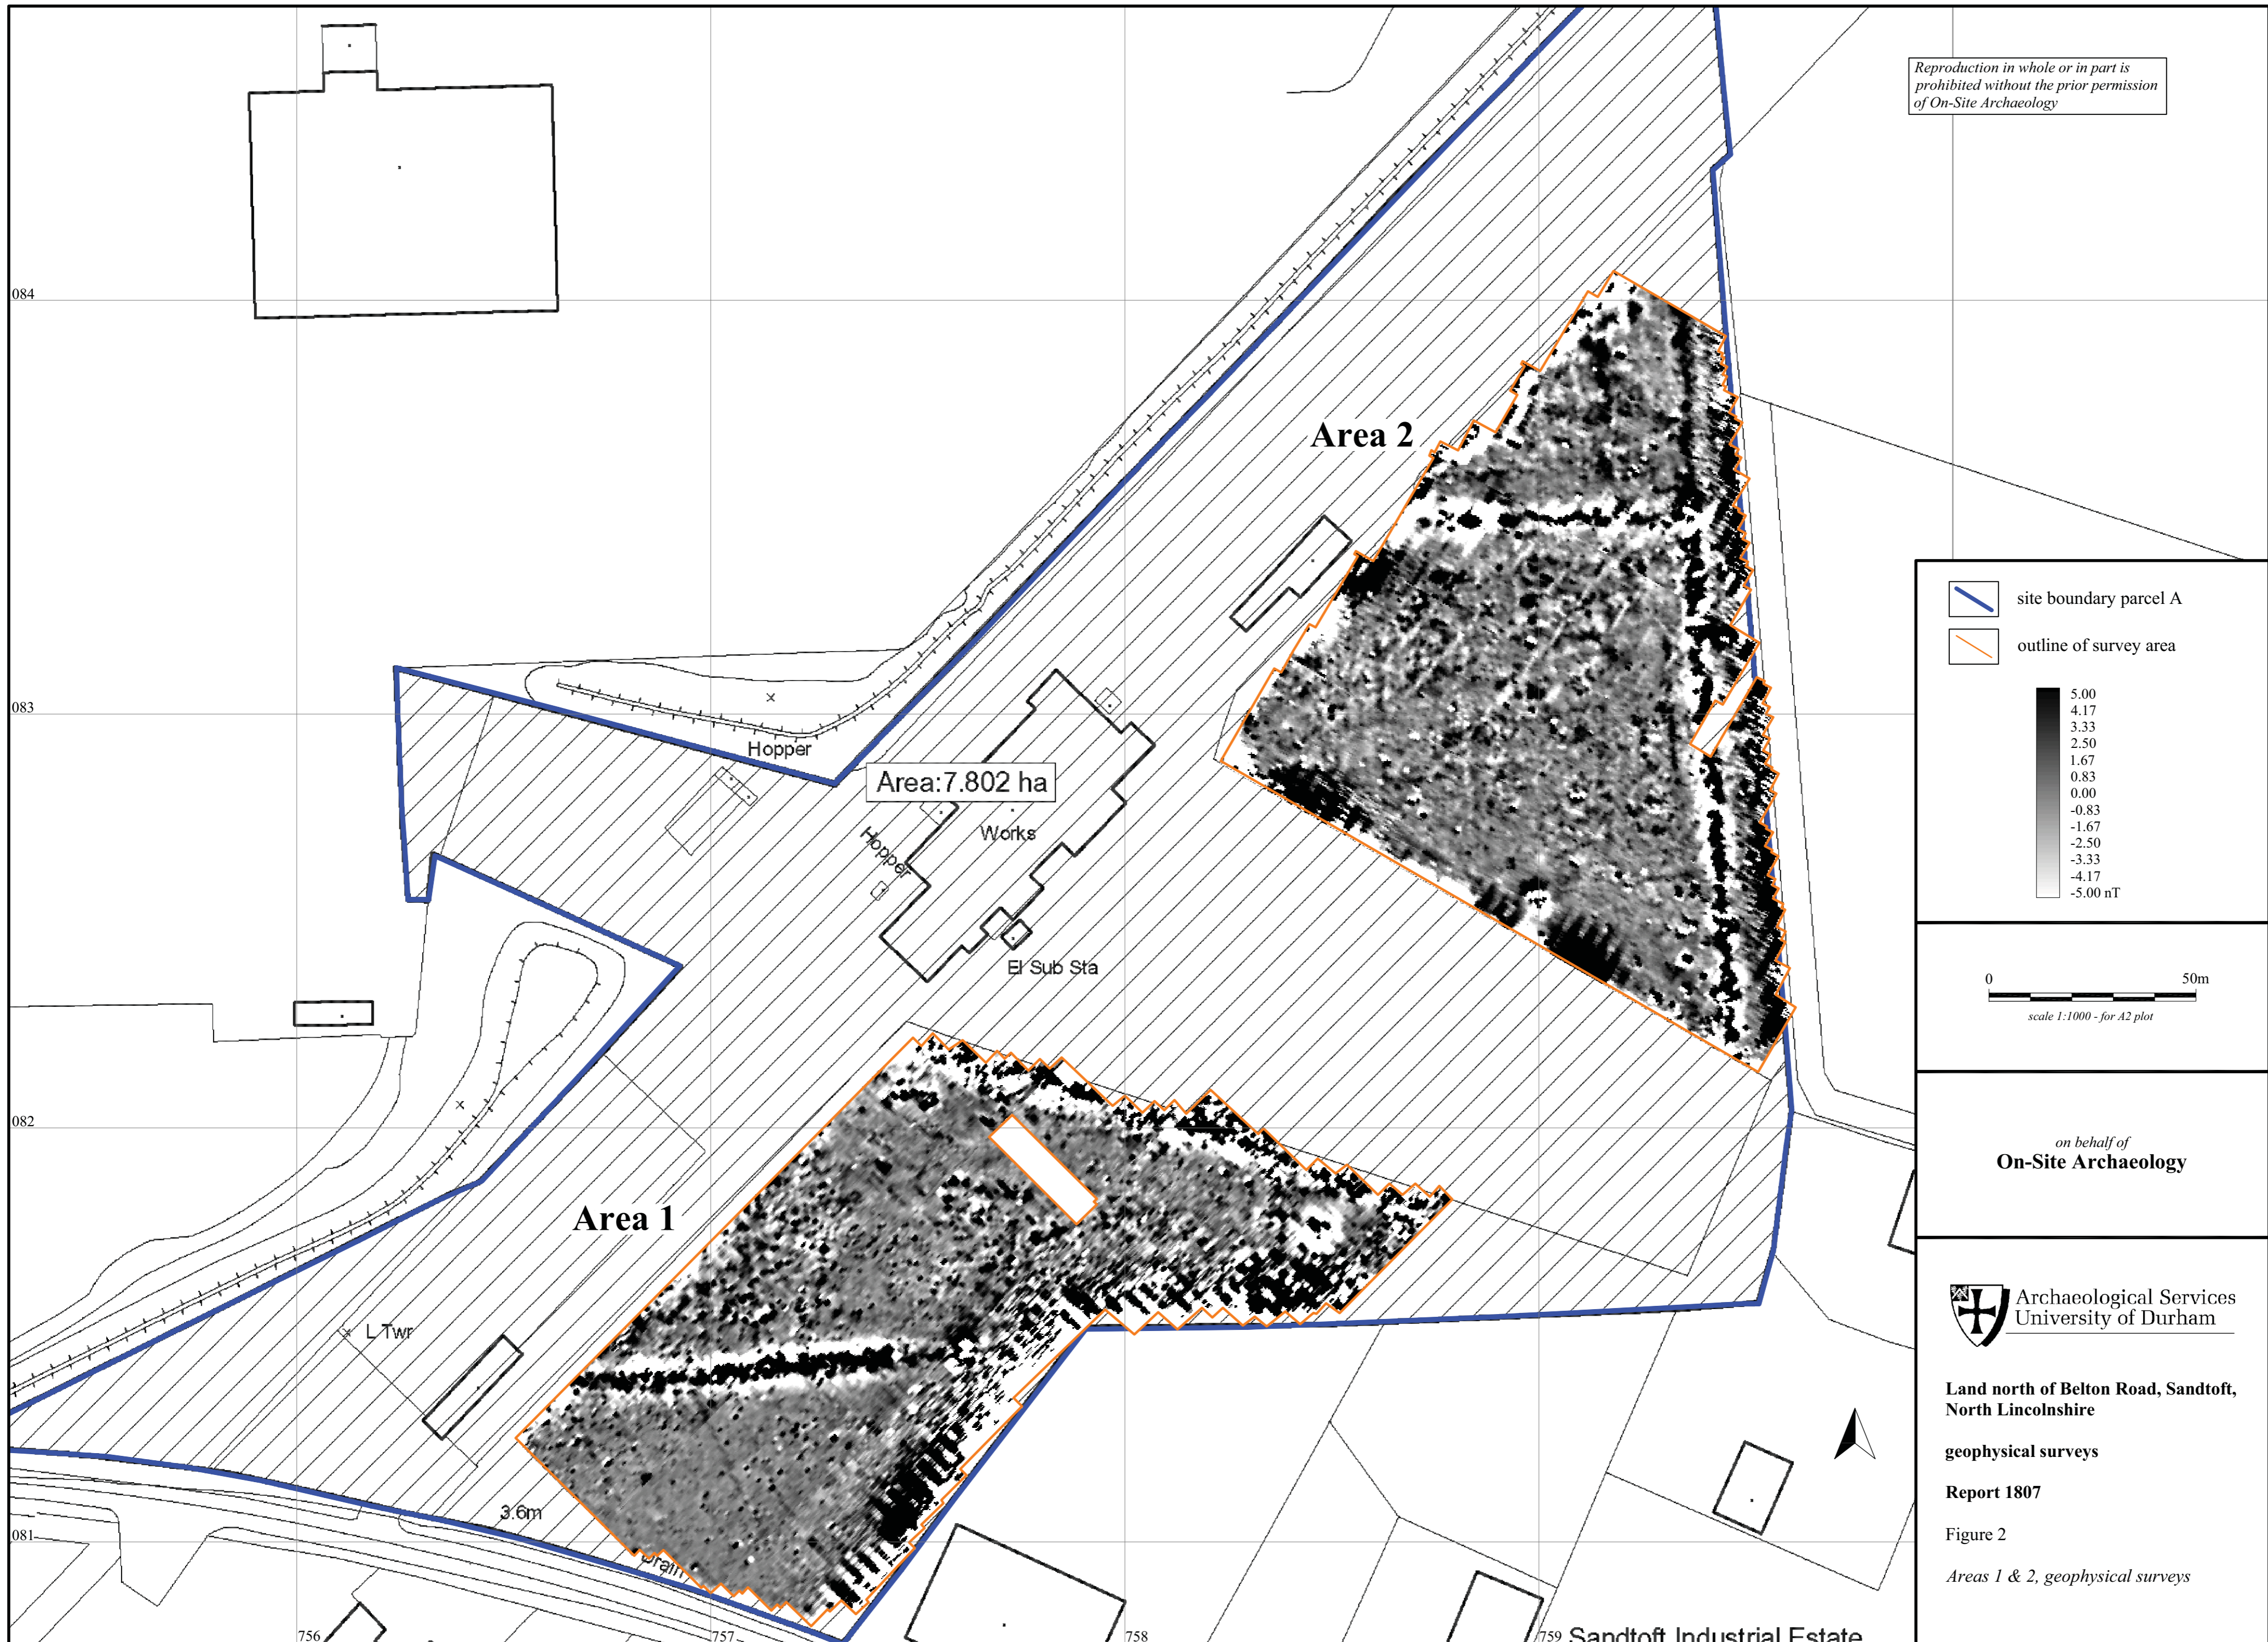 Reproduction in whole or in part is
prohibited without the prior permission
of On-Site Archaeology
084
Area 2
site boundary parcel A
outline of survey area
5.00
4.17
3.33
2.50
1.67
0.83
0.00
-0.83
-1.67
-2.50
-3.33
-4.17
-5.00 nT
083
Hopper
Area:7.802 ha
Works
Hopper
El Sub Sta
0 50m
scale 1:1000 - for A2 plot
082
on behalf of
On-Site Archaeology
Area 1
L Twr
Archaeological Services
University of Durham
Land north of Belton Road, Sandtoft,
North Lincolnshire
geophysical surveys
Report 1807
Figure 2
Areas 1 & 2, geophysical surveys
3.6m
081
Drain
756
757
758
759
Sandtoft Industrial Estate